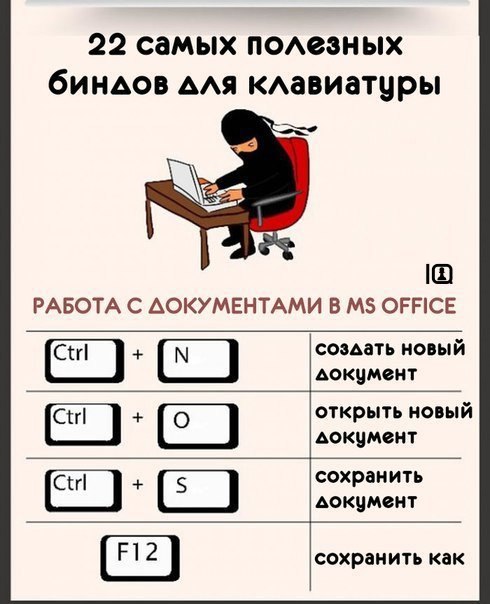 22 самых полезных
биндов для клавиатуры
IQ
РАБОТА С ДОКУМЕНТАМИ В MS OFFICE
Ctrl + N
создать новый
документ
Ctrl + O
открыть новый
документ
Ctrl + S
сохранить
документ
F12
сохранить как